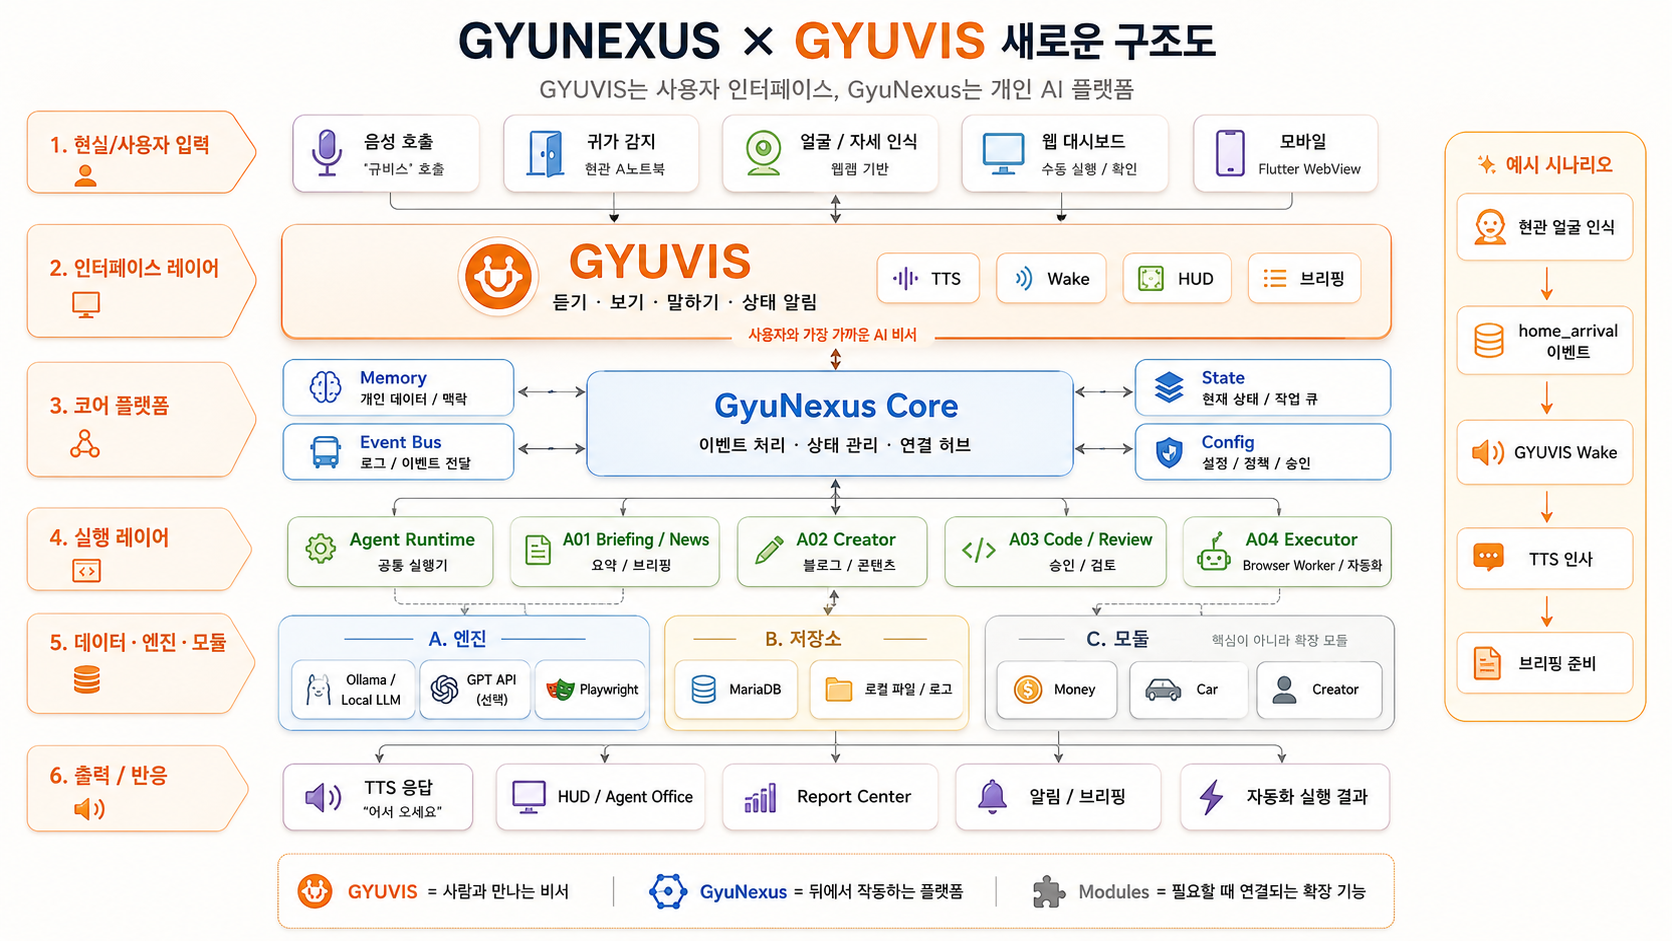 GYUNEXUS × GYUVIS 새로운 구조도
GYUVIS는 사용자 인터페이스, GyuNexus는 개인 AI 플랫폼
1. 현실/사용자 입력
음성 호출
"규비스" 호출
귀가 감지
현관 A노트북
얼굴 / 자세 인식
웹랩 기반
웹 대시보드
수동 실행 / 확인
모바일
Flutter WebView
2. 인터페이스 레이어
GYUVIS
듣기 · 보기 · 말하기 · 상태 알림
TTS
Wake
HUD
브리핑
사용자와 가장 가까운 AI 비서
3. 코어 플랫폼
Memory
개인 데이터 / 맥락
Event Bus
로그 / 이벤트 전달
GyuNexus Core
이벤트 처리 · 상태 관리 · 연결 허브
State
현재 상태 / 작업 큐
Config
설정 / 정책 / 승인
4. 실행 레이어
Agent Runtime
공통 실행기
A01 Briefing / News
요약 / 브리핑
A02 Creator
블로그 / 콘텐츠
A03 Code / Review
승인 / 검토
A04 Executor
Browser Worker / 자동화
5. 데이터 · 엔진 · 모듈
A. 엔진
Ollama /
Local LLM
GPT API
(선택)
Playwright
B. 저장소
MariaDB
로컬 파일 / 로그
C. 모둘
핵심이 아니라 확장 모듈
Money
Car
Creator
6. 출력 / 반응
TTS 응답
"어서 오세요"
HUD / Agent Office
Report Center
알림 / 브리핑
자동화 실행 결과
GYUVIS = 사람과 만나는 비서
GyuNexus = 뒤에서 작동하는 플랫폼
Modules = 필요할 때 연결되는 확장 기능
예시 시나리오
현관 얼굴 인식
home_arrival
이벤트
GYUVIS Wake
TTS 인사
브리핑 준비